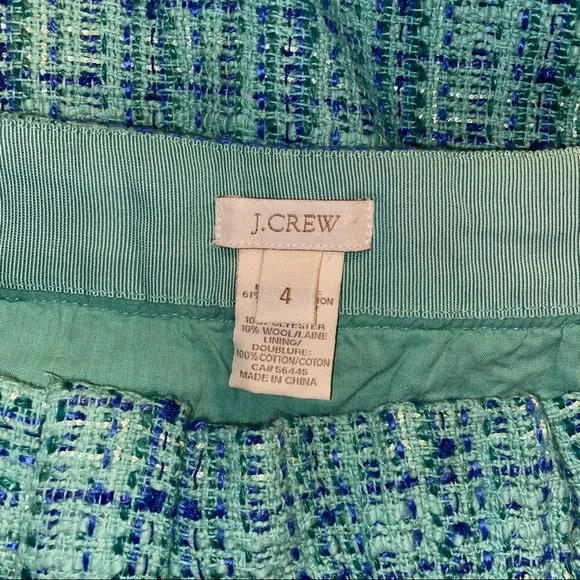 J.CREW
4
10% WOOL/LAINE
LINING/
DOUBLURE:
100% COTTON/COTON
CA# 56445
MADE IN CHINA